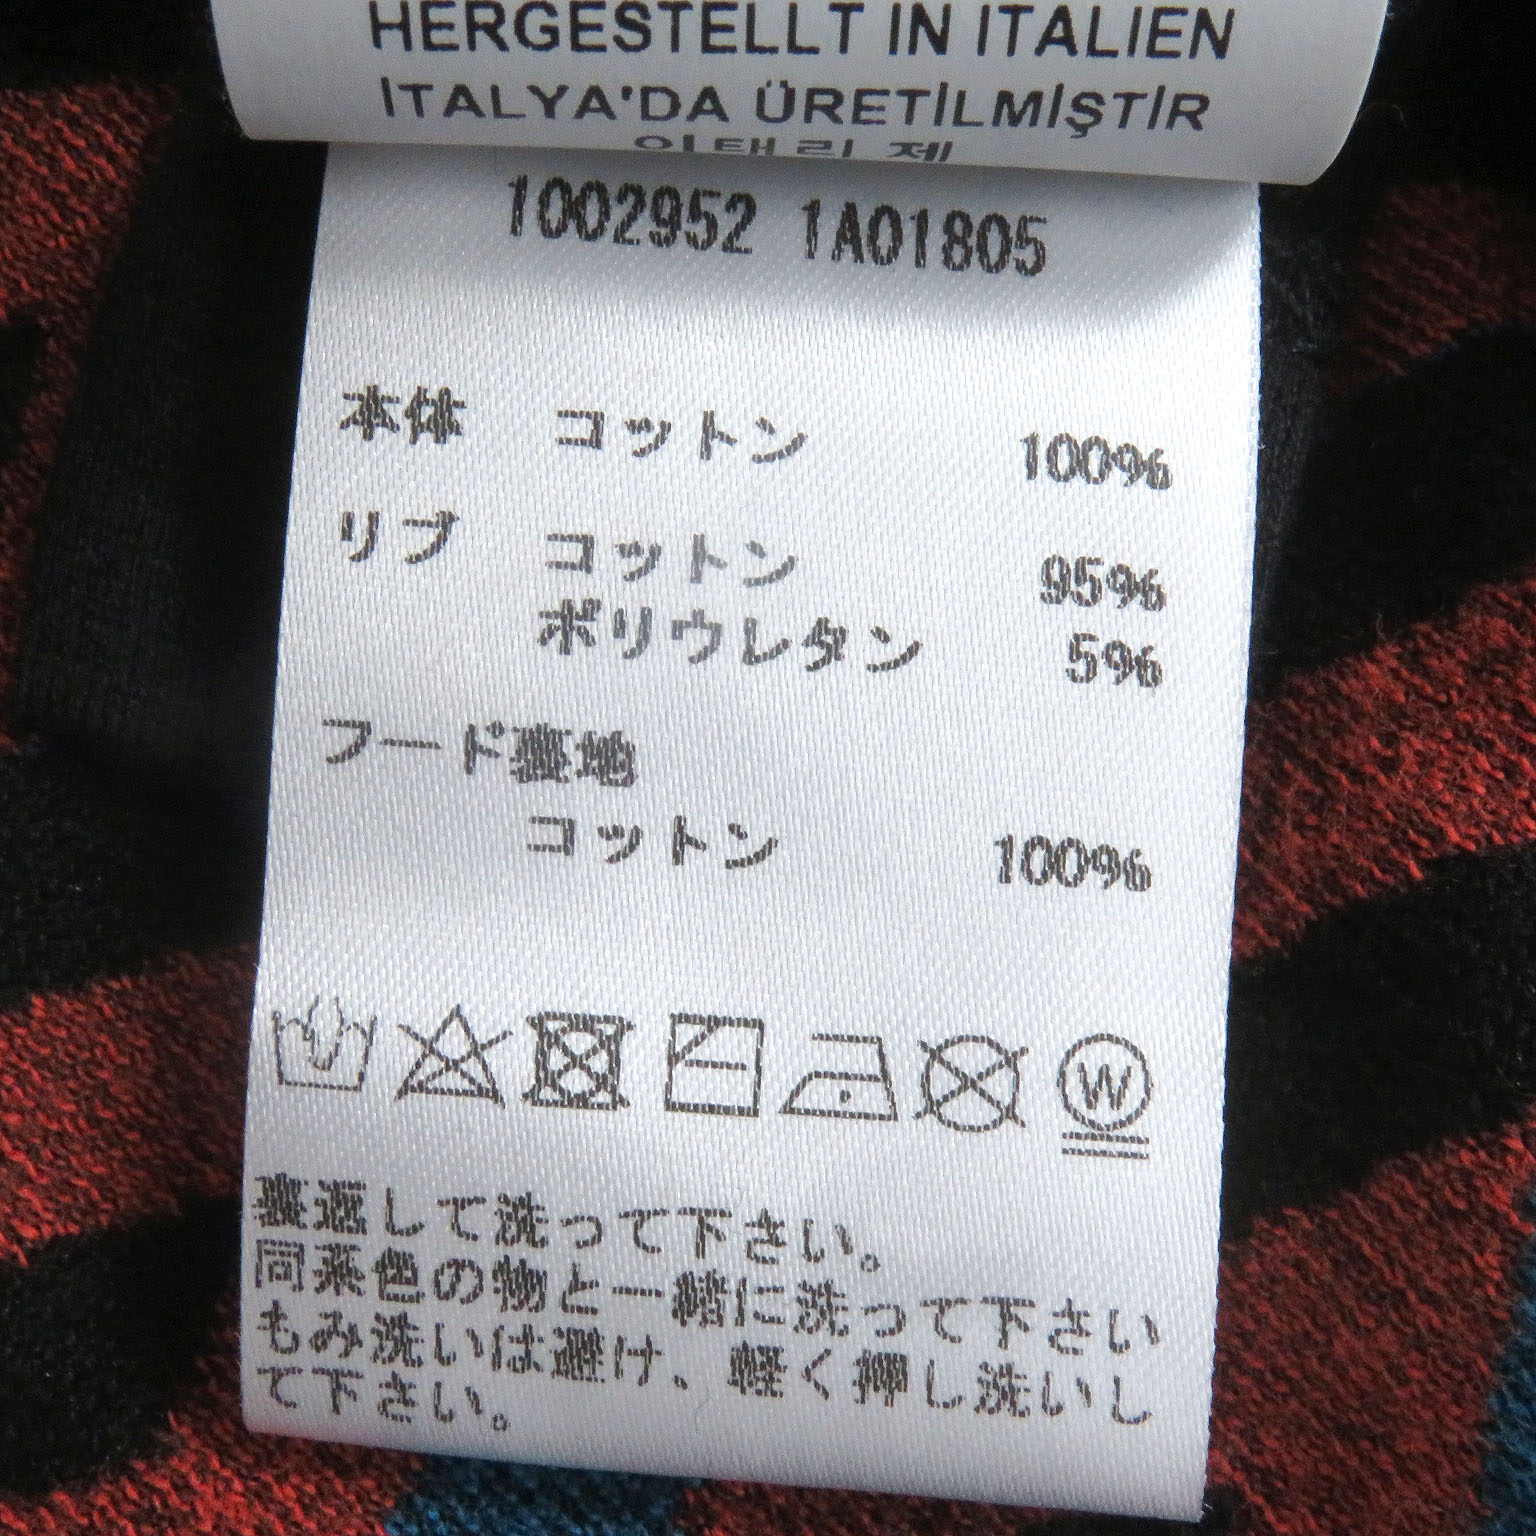 HERGESTELLT IN ITALIEN
İTALYA'DA ÜRETİLMİŞTİR
이태리 제
1002952 1A01805
本体 コットン 100%
リブ コットン 95%
ポリウレタン 5%
フード裏地
コットン 100%
W
裏返して洗って下さい。
同系色の物と一緒に洗って下さい
もみ洗いは避け、軽く押し洗いし
て下さい。